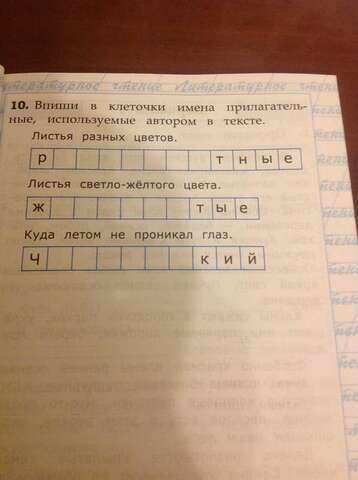 итературное чтение Литературное чтение
10. Впиши в клеточки имена прилагатель-
ные, используемые автором в тексте.
Листья разных цветов.
р т н ы е
Листья светло-жёлтого цвета.
ж т ы е
Куда летом не проникал глаз.
Ч к и й